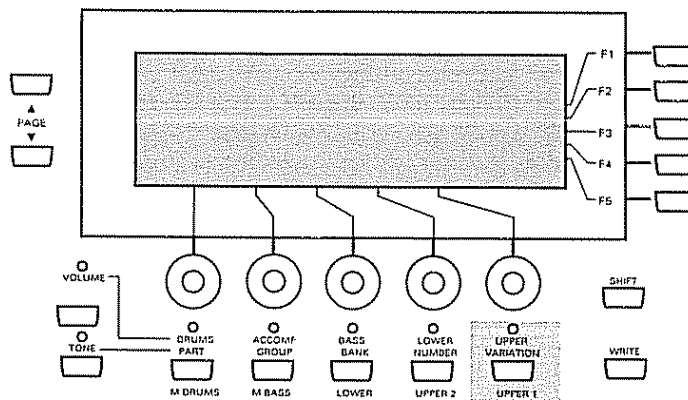 F1
F2
PAGE
F3
F4
F5
VOLUME
SHIFT
TONE
DRUMS
PART
ACCOMP
GROUP
BASS
BANK
LOWER
NUMBER
UPPER
VARIATION
WRITE
M DRUMS
M BASS
LOWER
UPPER 2
UPPER 1